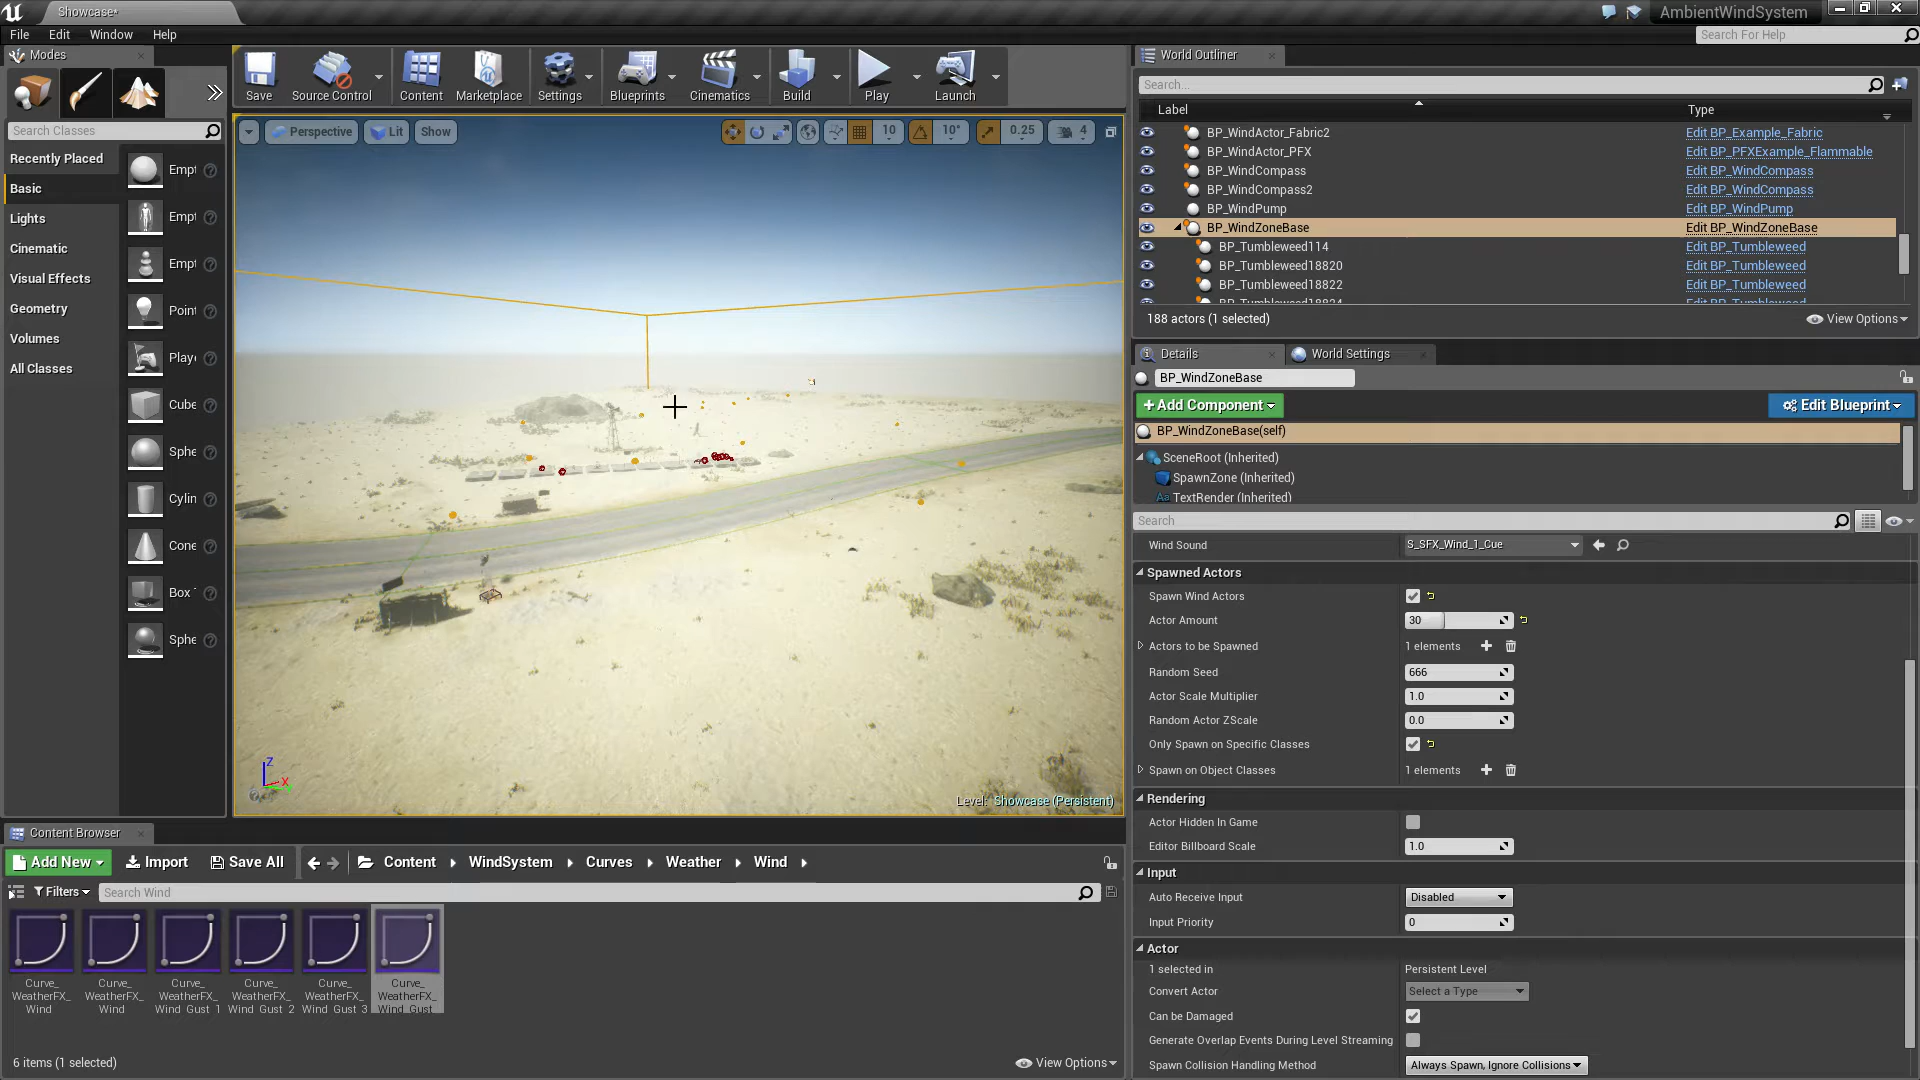 Showcase*
AmbientWindSystem
File Edit Window Help
Search For Help
Modes
Search Classes
Recently Placed
Basic
Lights
Cinematic
Visual Effects
Geometry
Volumes
All Classes
Empt
Empt
Empt
Point
Playe
Cube
Sphe
Cylin
Cone
Box
Sphe
Save
Source Control
Content
Marketplace
Settings
Blueprints
Cinematics
Build
Play
Launch
Perspective
Lit
Show
10
10°
0.25
4
Z
X
Level: Showcase (Persistent)
World Outliner
Search...
Label Type
BP_WindActor_Fabric2 Edit BP_Example_Fabric
BP_WindActor_PFX Edit BP_PFXExample_Flammable
BP_WindCompass Edit BP_WindCompass
BP_WindCompass2 Edit BP_WindCompass
BP_WindPump Edit BP_WindPump
BP_WindZoneBase Edit BP_WindZoneBase
BP_Tumbleweed114 Edit BP_Tumbleweed
BP_Tumbleweed18820 Edit BP_Tumbleweed
BP_Tumbleweed18822 Edit BP_Tumbleweed
BP_Tumbleweed18824 Edit BP_Tumbleweed
188 actors (1 selected)
View Options
Details
World Settings
BP_WindZoneBase
+Add Component
Edit Blueprint
BP_WindZoneBase(self)
SceneRoot (Inherited)
SpawnZone (Inherited)
Aa TextRender (Inherited)
Search
Wind Sound S_SFX_Wind_1_Cue
Spawned Actors
Spawn Wind Actors
Actor Amount 30
Actors to be Spawned 1 elements
Random Seed 666
Actor Scale Multiplier 1.0
Random Actor ZScale 0.0
Only Spawn on Specific Classes
Spawn on Object Classes 1 elements
Rendering
Actor Hidden In Game
Editor Billboard Scale 1.0
Input
Auto Receive Input Disabled
Input Priority 0
Actor
1 selected in Persistent Level
Convert Actor Select a Type
Can be Damaged
Generate Overlap Events During Level Streaming
Spawn Collision Handling Method Always Spawn, Ignore Collisions
Content Browser
Add New
Import
Save All
Content WindSystem Curves Weather Wind
Filters
Search Wind
Curve_
WeatherFX_
Wind
Curve_
WeatherFX_
Wind
Curve_
WeatherFX_
Wind_Gust_1
Curve_
WeatherFX_
Wind_Gust_2
Curve_
WeatherFX_
Wind_Gust_3
Curve_
WeatherFX_
Wind_Gust_
6 items (1 selected)
View Options